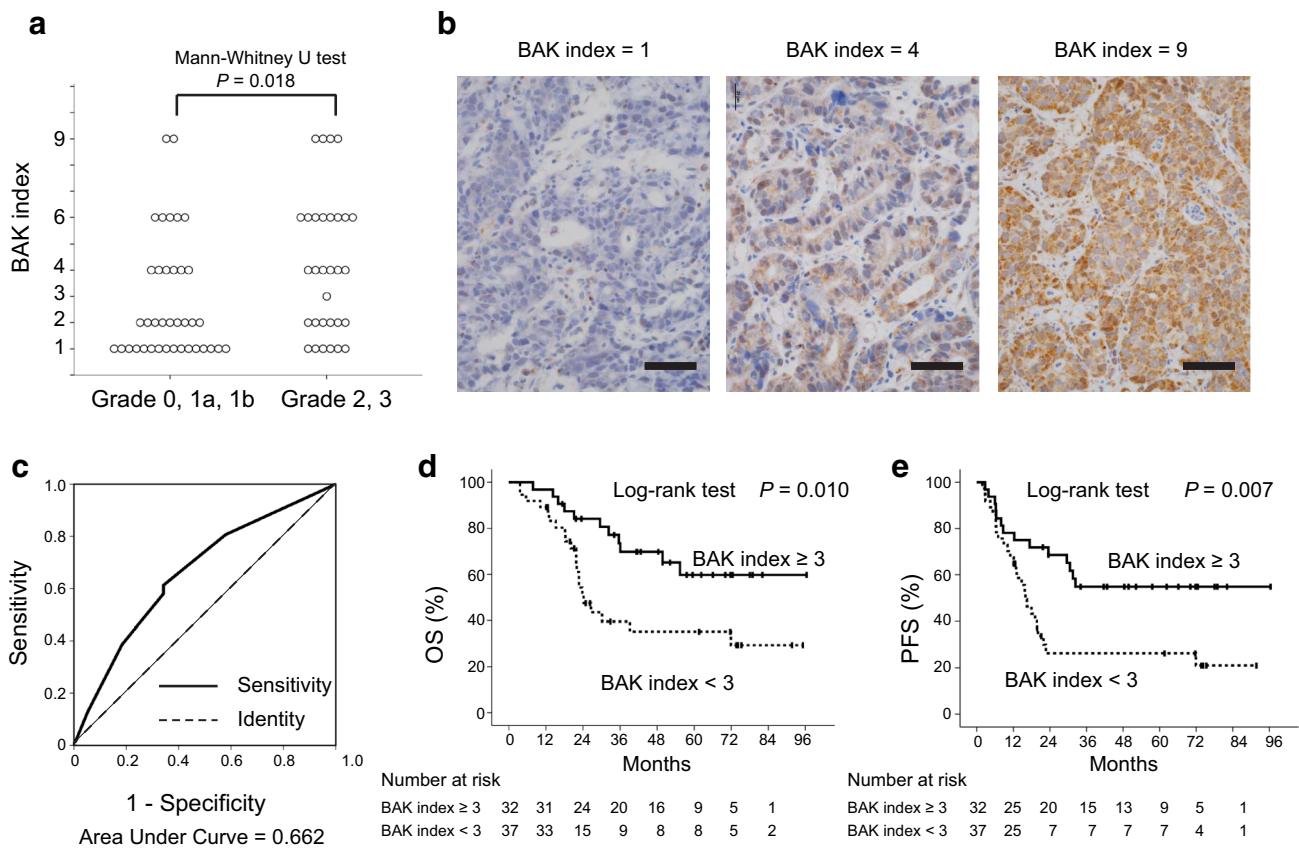 a
Mann-Whitney U test
P = 0.018
BAK index
9
6
4
3
2
1
Grade 0, 1a, 1b
Grade 2, 3
b
BAK index = 1
BAK index = 4
BAK index = 9
c
Sensitivity
1.0
0.8
0.6
0.4
0.2
0
Sensitivity
Identity
0 0.2 0.4 0.6 0.8 1.0
1 - Specificity
Area Under Curve = 0.662
d
OS (%)
100
80
60
40
20
0
Log-rank test P = 0.010
BAK index ≥ 3
BAK index < 3
0 12 24 36 48 60 72 84 96
Months
Number at risk
BAK index ≥ 3 32 31 24 20 16 9 5 1
BAK index < 3 37 33 15 9 8 8 5 2
e
PFS (%)
100
80
60
40
20
0
Log-rank test P = 0.007
BAK index ≥ 3
BAK index < 3
0 12 24 36 48 60 72 84 96
Months
Number at risk
BAK index ≥ 3 32 25 20 15 13 9 5 1
BAK index < 3 37 25 7 7 7 7 4 1